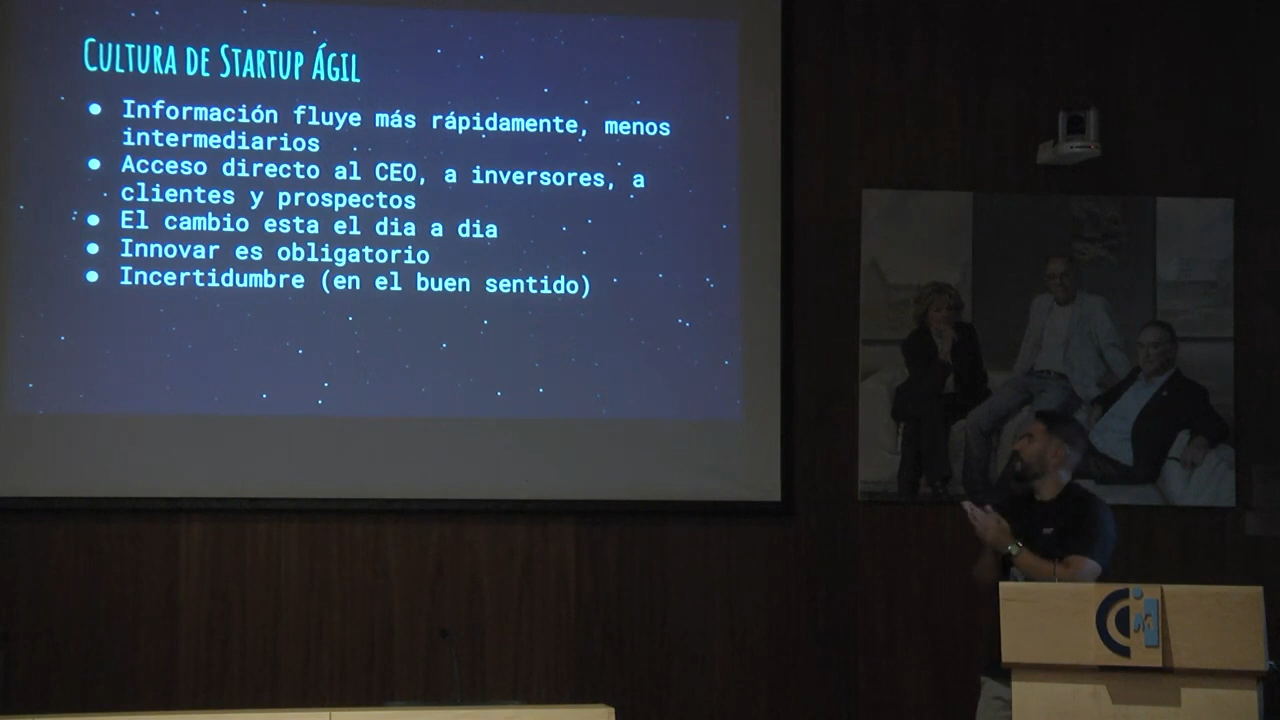 CULTURA DE STARTUP ÁGIL
● Información fluye más rápidamente, menos
intermediarios
● Acceso directo al CEO, a inversores, a
clientes y prospectos
● El cambio esta el dia a dia
● Innovar es obligatorio
● Incertidumbre (en el buen sentido)